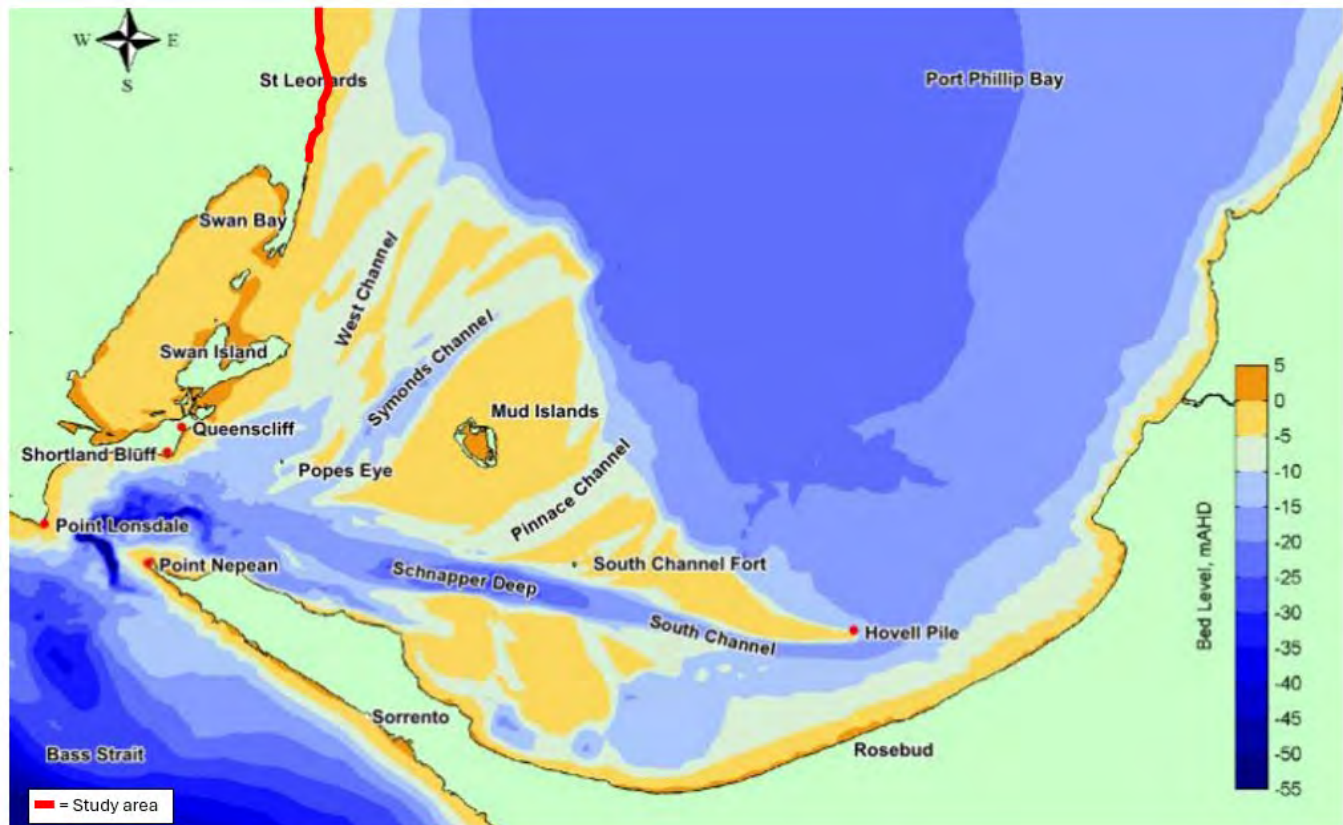 W E
S
St Leonards
Port Phillip Bay
Swan Bay
West Channel
Swan Island
Symonds Channel
Mud Islands
Queenscliff
Shortland Blüff
Popes Eye
Pinnace Channel
Point Lonsdale
Point Nepean
South Channel Fort
Schnapper Deep
South Channel
Hovell Pile
Sorrento
Bass Strait
Rosebud
Bed Level, mAHD
5
0
-5
-10
-15
-20
-25
-30
-35
-40
-45
-50
-55
= Study area